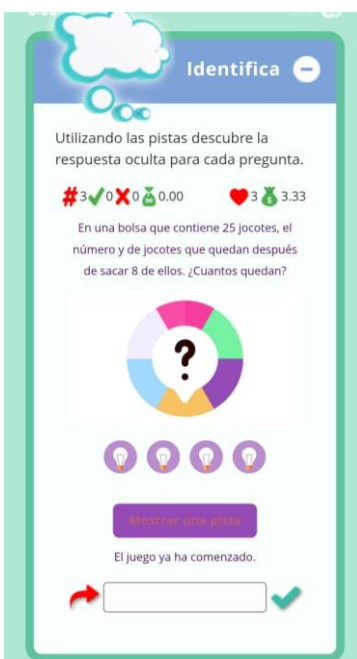 Identifica
Utilizando las pistas descubre la
respuesta oculta para cada pregunta.
#3 0 0 0.00 3 3.33
En una bolsa que contiene 25 jocotes, el
número y de jocotes que quedan después
de sacar 8 de ellos. ¿Cuantos quedan?
?
Mostrar una pista
El juego ya ha comenzado.